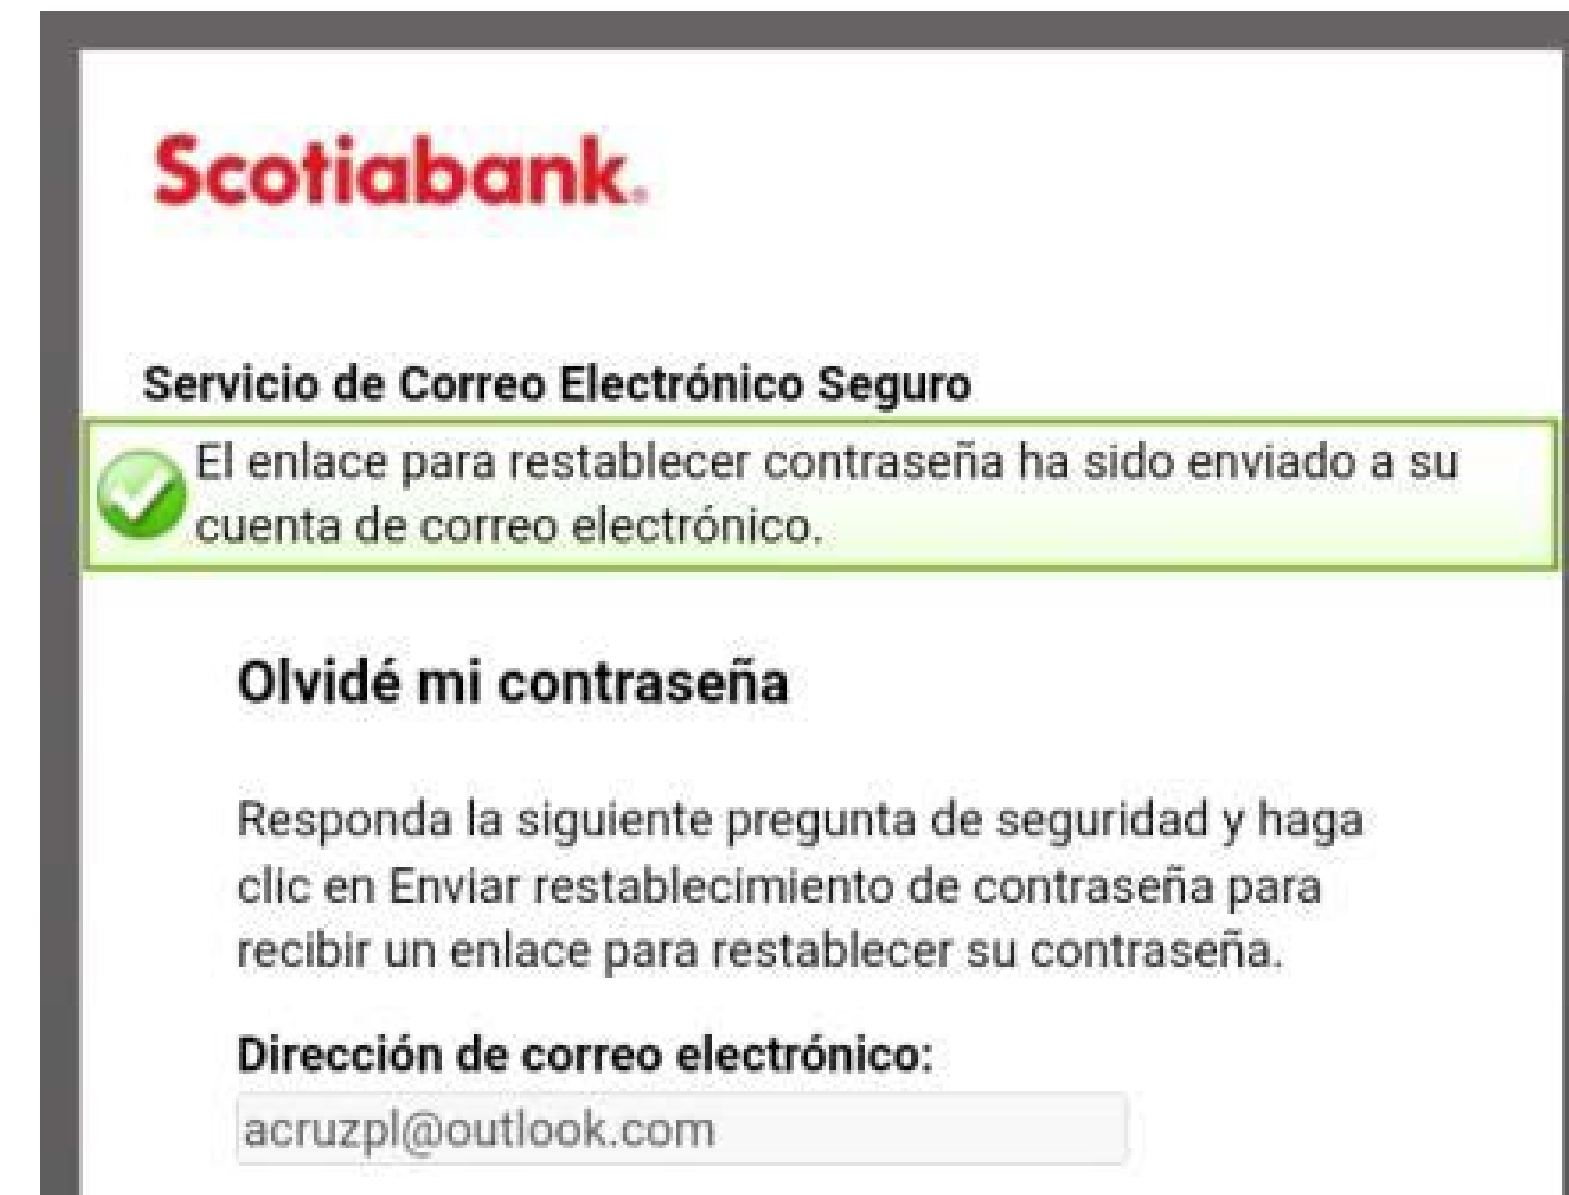 Scotiabank®
Servicio de Correo Electrónico Seguro
El enlace para restablecer contraseña ha sido enviado a su
cuenta de correo electrónico.
Olvidé mi contraseña
Responda la siguiente pregunta de seguridad y haga
clic en Enviar restablecimiento de contraseña para
recibir un enlace para restablecer su contraseña.
Dirección de correo electrónico:
acruzpl@outlook.com